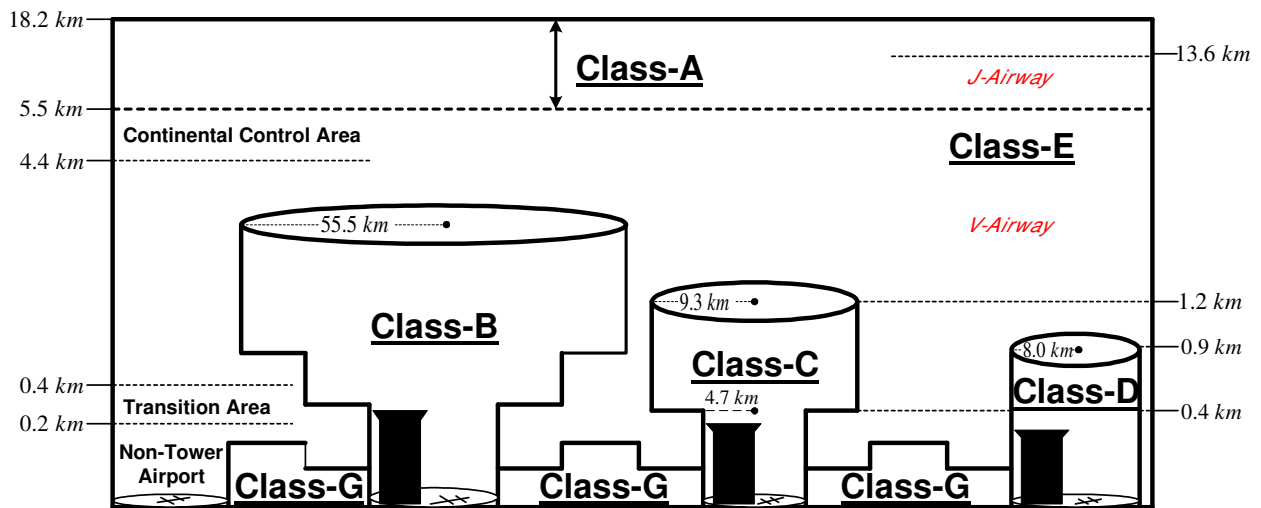 18.2 km
13.6 km
Class-A
J-Airway
5.5 km
Continental Control Area
Class-E
4.4 km
55.5 km
V-Airway
9.3 km
1.2 km
Class-B
8.0 km
0.9 km
Class-C
0.4 km
Class-D
4.7 km
Transition Area
0.4 km
0.2 km
Non-Tower
Airport
Class-G
Class-G
Class-G